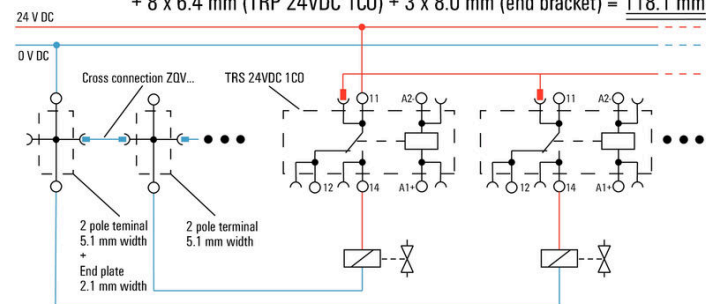 + 8 x 6.4 mm (TRP 24VDC 1CO) + 3 x 8.0 mm (end bracket) = 118.1 mm
24 V DC
0 V DC
Cross connection ZQV...
TRS 24VDC 1CO
11
A2-
11
A2-
12
14
A1+
12
14
A1+
2 pole teminal
5.1 mm width
+
End plate
2.1 mm width
2 pole terminal
5.1 mm width